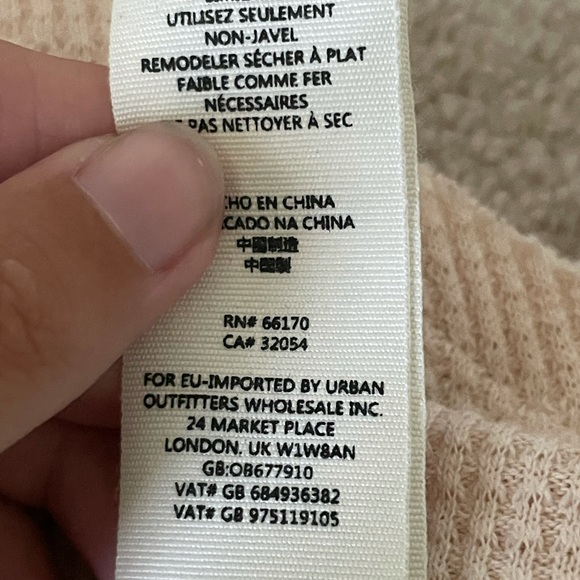 UTILISEZ SEULEMENT
NON-JAVEL
REMODELER SÉCHER À PLAT
FAIBLE COMME FER
NÉCESSAIRES
PAS NETTOYER À SEC
HO EN CHINA
CADO NA CHINA
中國制造
中國製
RN# 66170
CA# 32054
FOR EU-IMPORTED BY URBAN
OUTFITTERS WHOLESALE INC.
24 MARKET PLACE
LONDON, UK W1W8AN
GB:OB677910
VAT# GB 684936382
VAT# GB 975119105